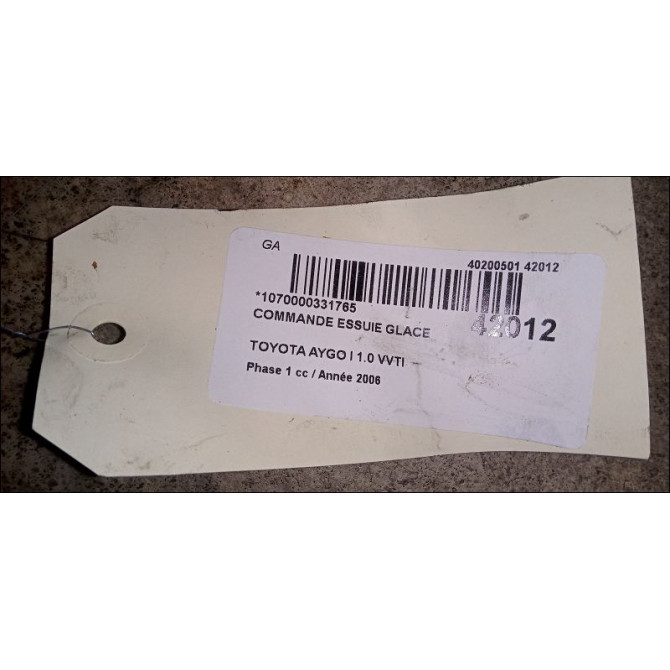 GA
40200501 42012
*1070000331765
COMMANDE ESSUIE GLACE 42012
TOYOTA AYGO I 1.0 VVTI
Phase 1 cc / Année 2006